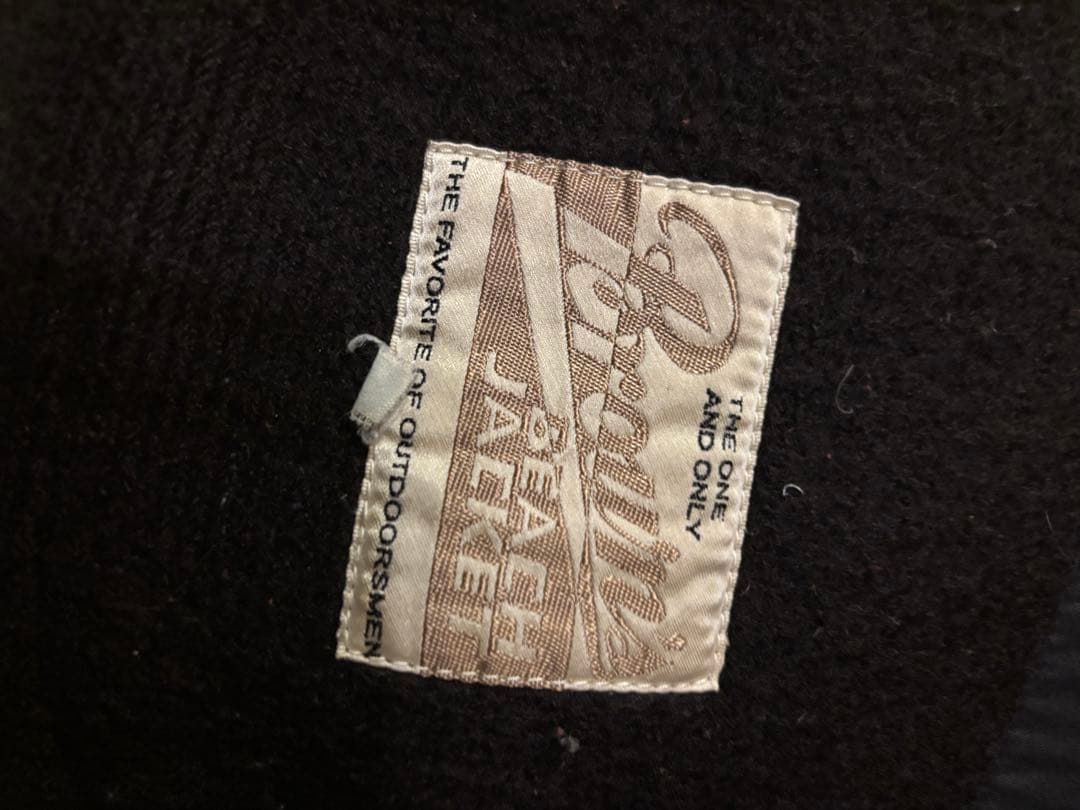 THE ONE
AND ONLY
Brown's
BEACH
JACKET
THE FAVORITE OF OUTDOORSMEN